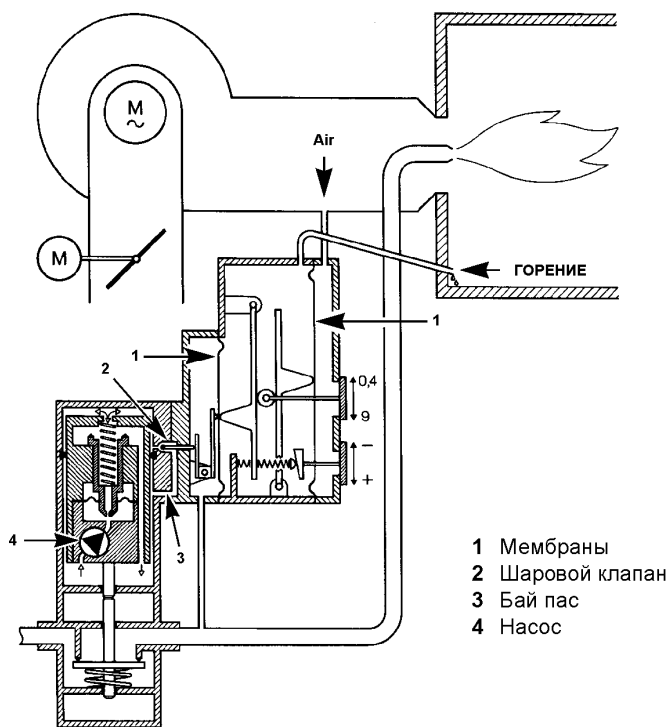 M
~
Air
M
ГОРЕНИЕ
1
1
2
0,4
9
–
+
4
3
1 Мембраны
2 Шаровой клапан
3 Бай пас
4 Насос